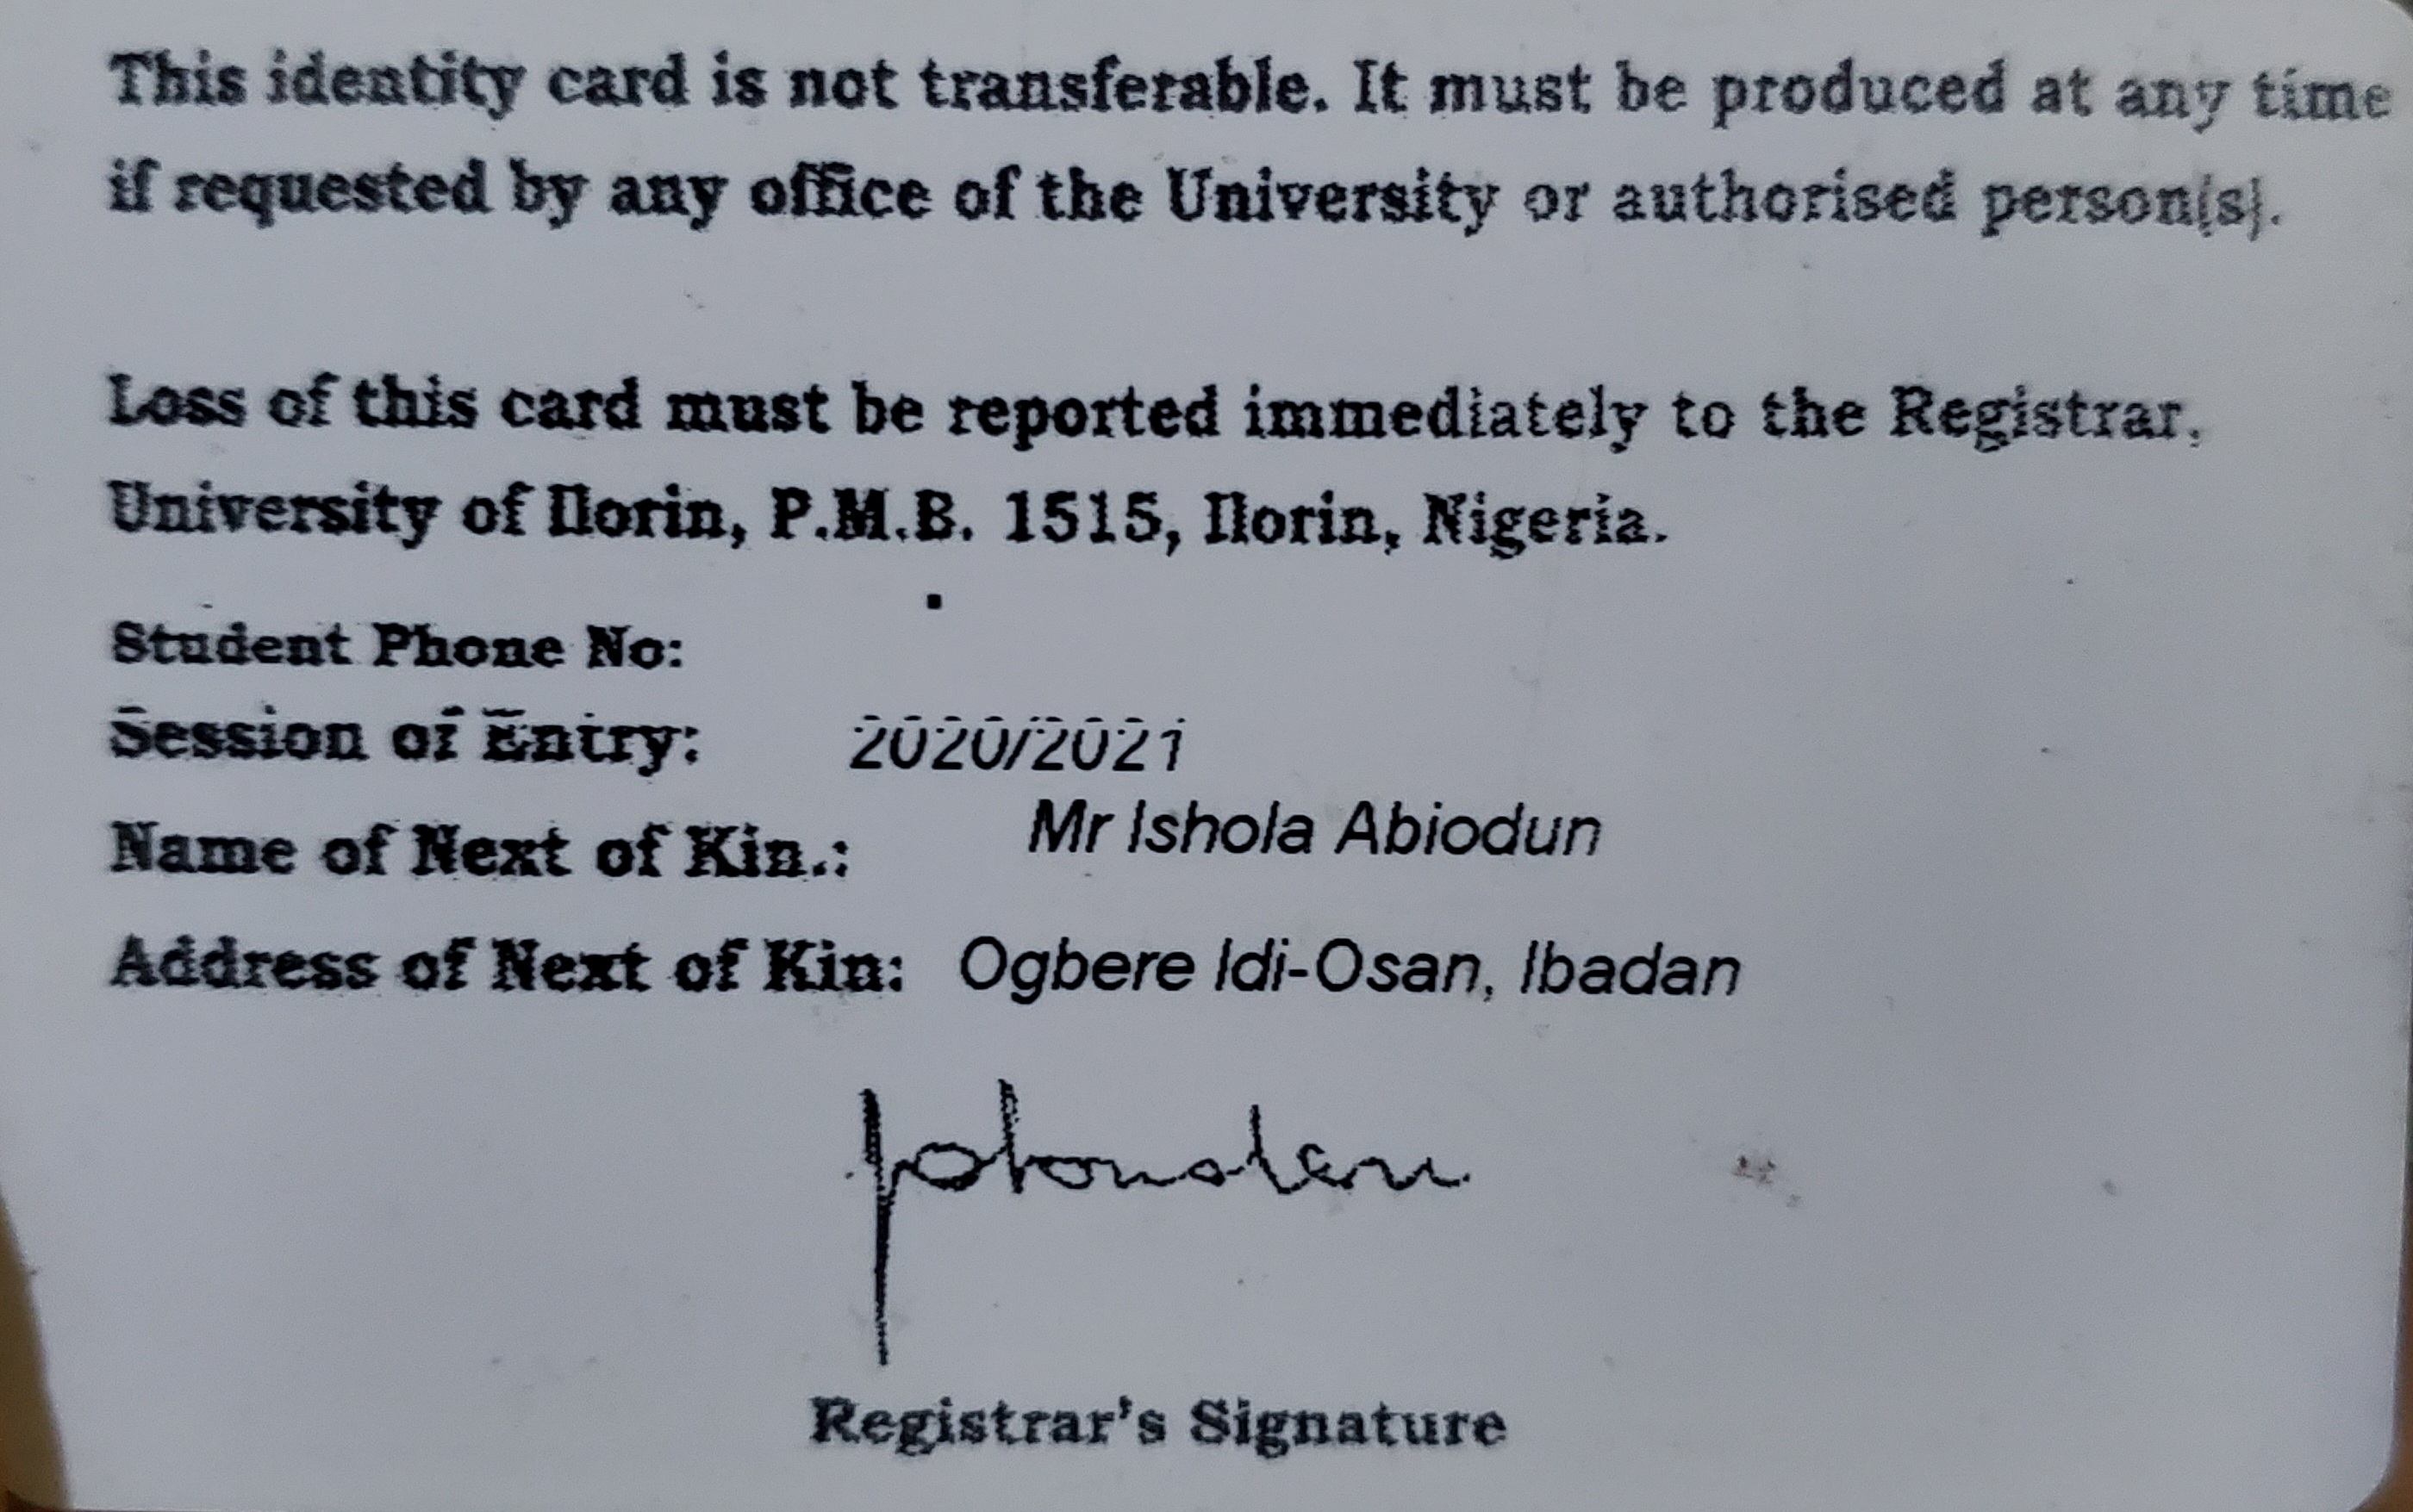 This identity card is not transferable. It must be produced at any time
if requested by any office of the University or authorised person(s).
Loss of this card must be reported immediately to the Registrar,
University of Ilorin, P.M.B. 1515, Ilorin, Nigeria.
Student Phone No:
Session of Entry: 2020/2021
Name of Next of Kin.: Mr Ishola Abiodun
Address of Next of Kin: Ogbere Idi-Osan, Ibadan
Registrar's Signature